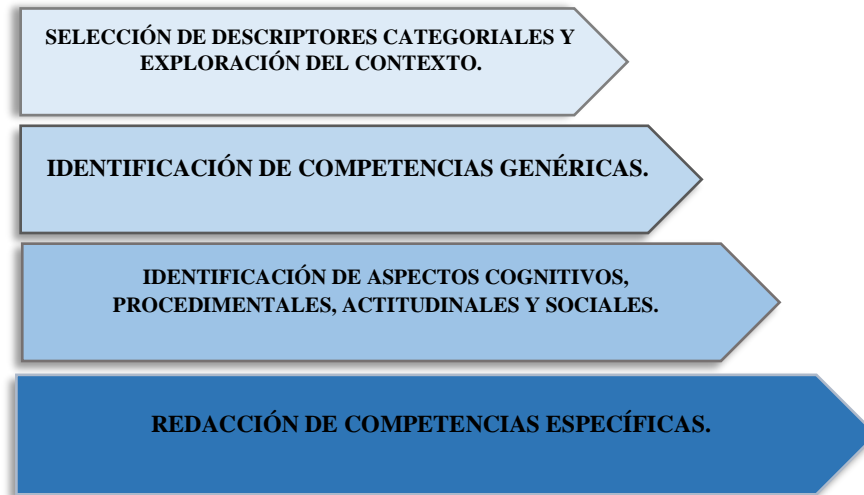 SELECCIÓN DE DESCRIPTORES CATEGORIALES Y
EXPLORACIÓN DEL CONTEXTO.
IDENTIFICACIÓN DE COMPETENCIAS GENÉRICAS.
IDENTIFICACIÓN DE ASPECTOS COGNITIVOS,
PROCEDIMENTALES, ACTITUDINALES Y SOCIALES.
REDACCIÓN DE COMPETENCIAS ESPECÍFICAS.